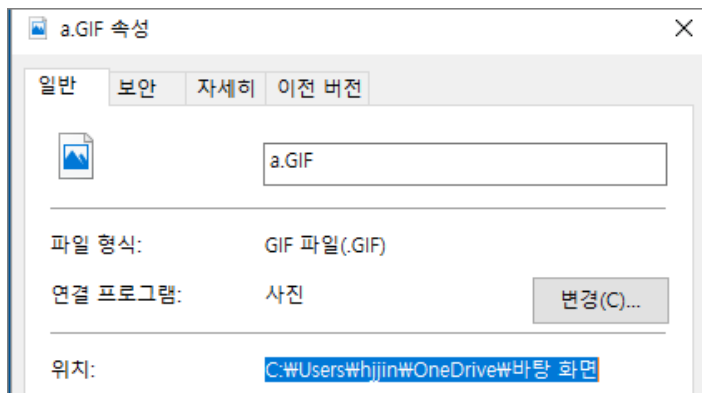 a.GIF 속성
일반 보안 자세히 이전 버전
a.GIF
파일 형식: GIF 파일(.GIF)
연결 프로그램: 사진 변경(C)...
위치: C:₩Users₩hjjin₩OneDrive₩바탕 화면